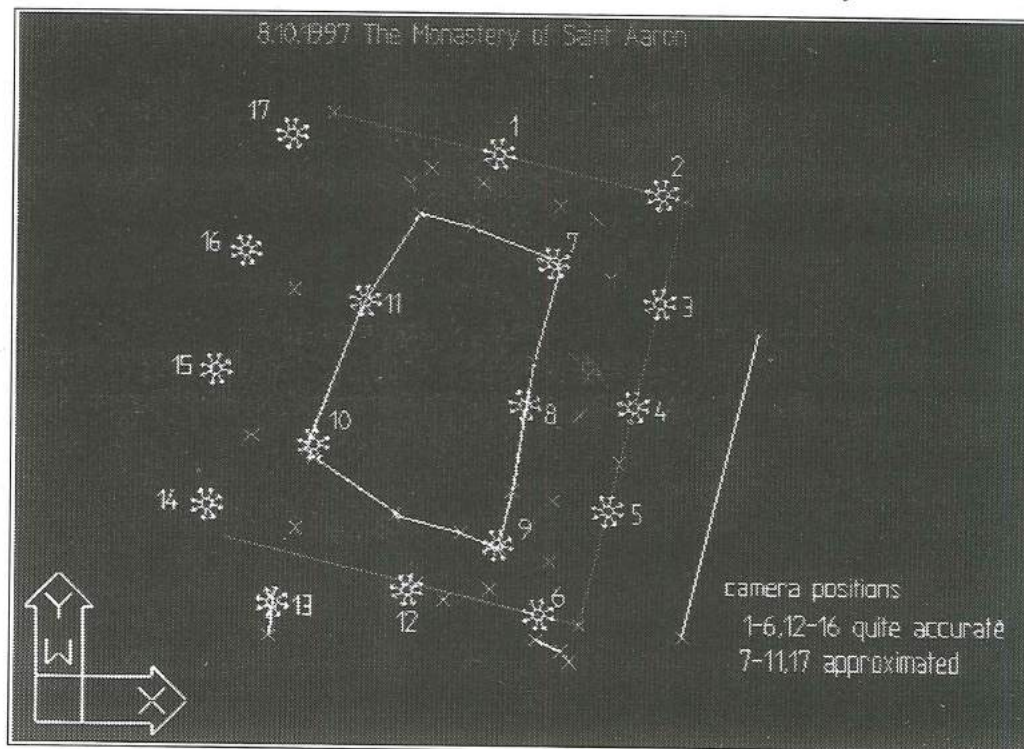 8.10.1997 The Monastery of Saint Aaron
17
1
2
16
7
11
3
15
8
4
10
14
9
5
13
12
6
camera positions
1-6,12-16 quite accurate
7-11,17 approximated
Y
W
X